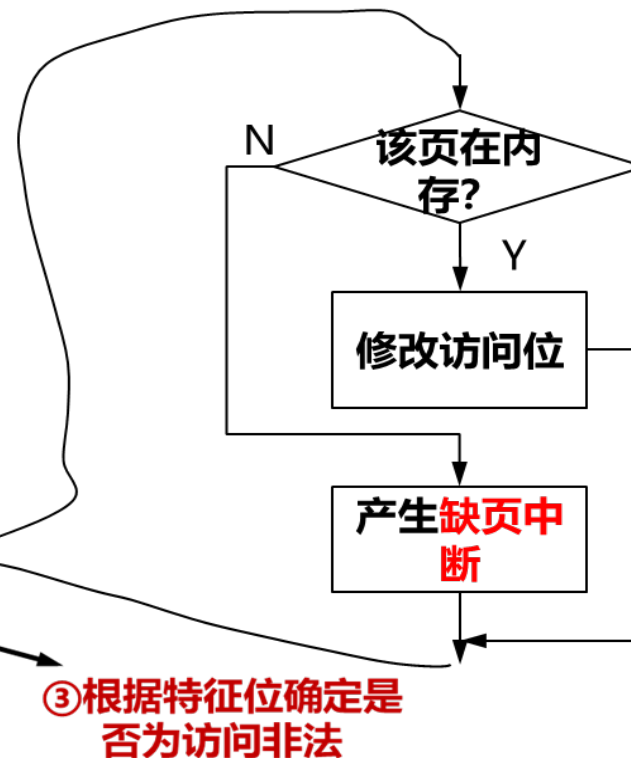 N
该页在内
存？
Y
修改访问位
产生缺页中
断
③根据特征位确定是
否为访问非法